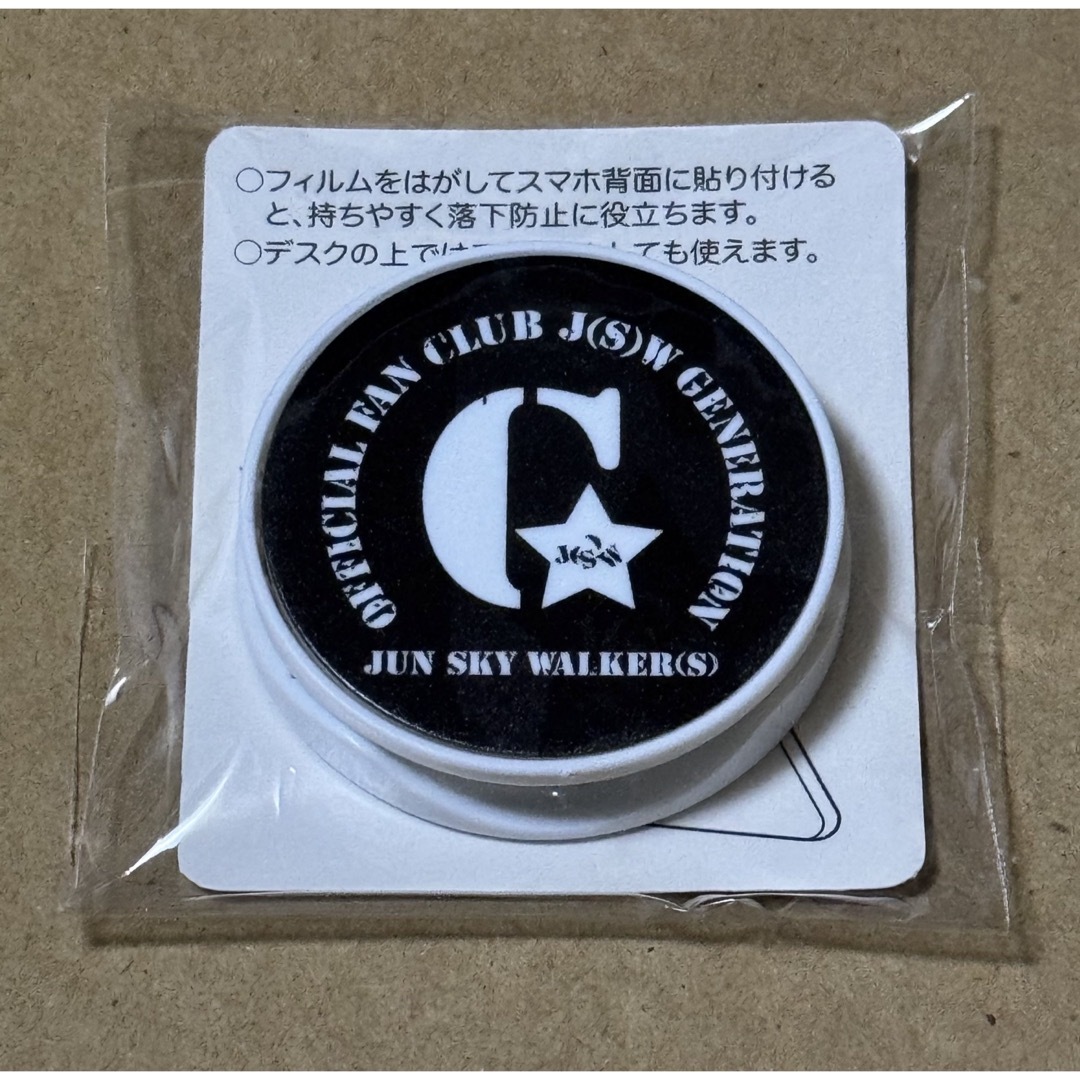 ○フィルムをはがしてスマホ背面に貼り付ける
と、持ちやすく落下防止に役立ちます。
○デスクの上では
ても使えます。
OFFICIAL FAN CLUB J(S)W GENERATION
G
J(S)W
JUN SKY WALKER(S)